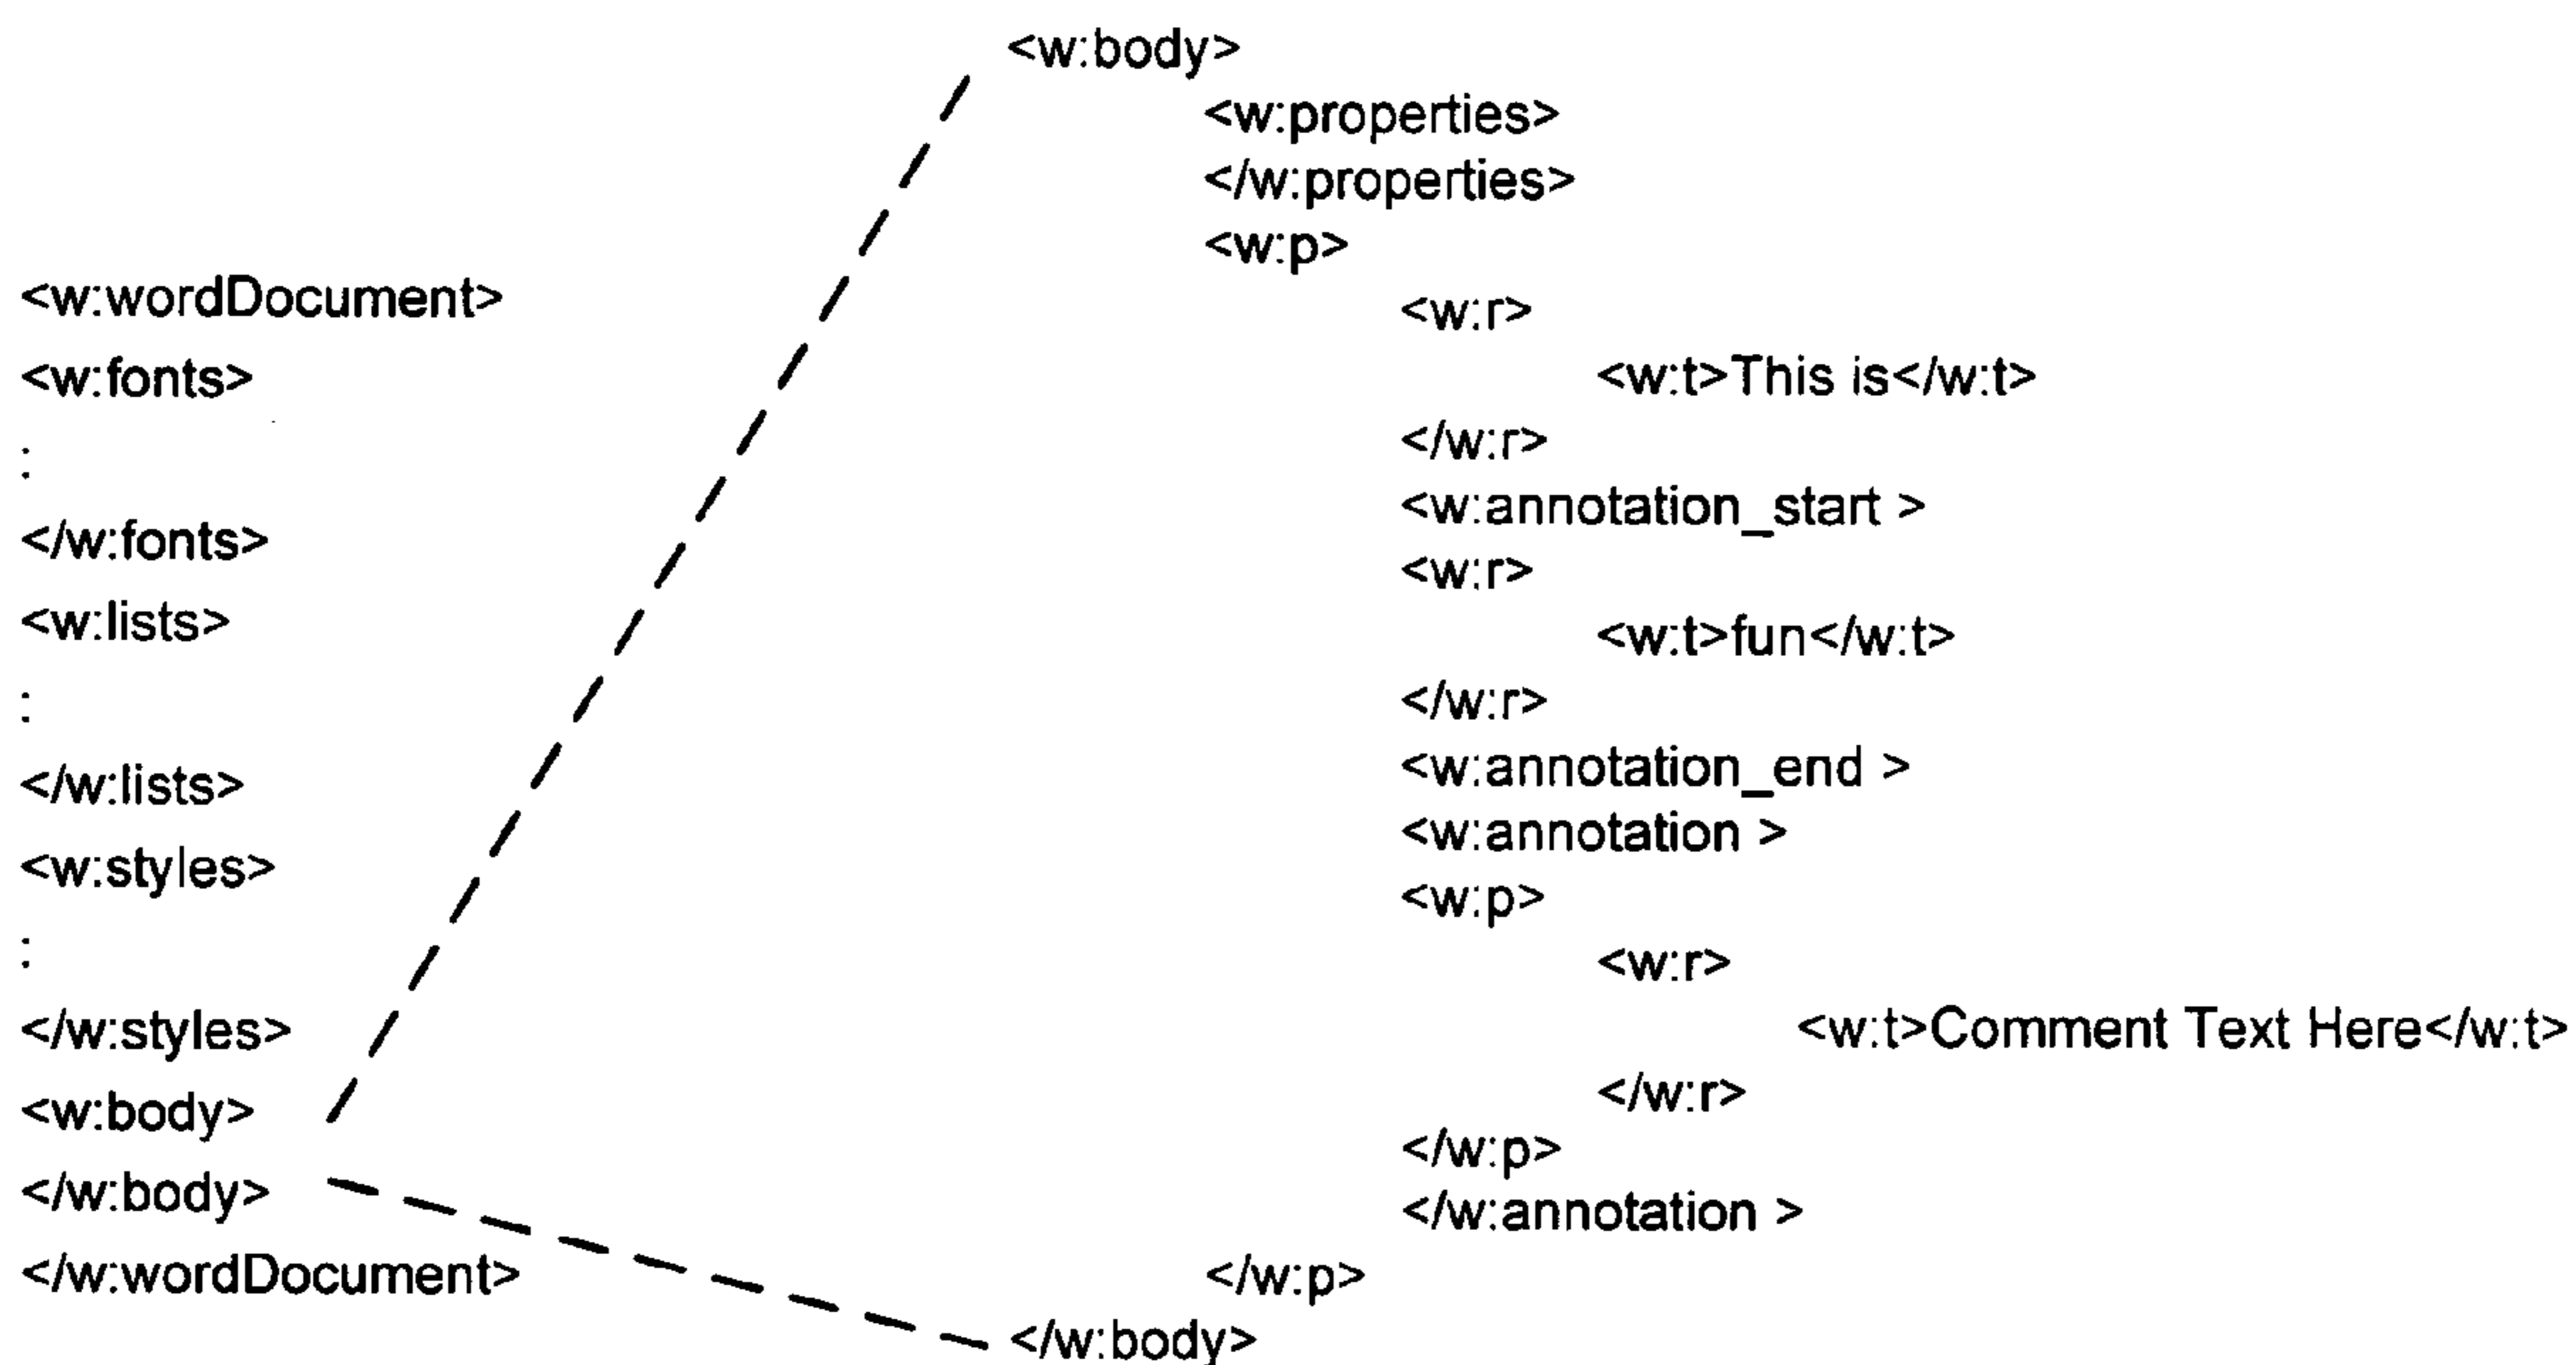 <w:wordDocument>
<w:fonts>
:
</w:fonts>
<w:lists>
:
</w:lists>
<w:styles>
:
</w:styles>
<w:body>
</w:body>
</w:wordDocument>
<w:body>
<w:properties>
</w:properties>
<w:p>
<w:r>
<w:t>This is</w:t>
</w:r>
<w:annotation_start >
<w:r>
<w:t>fun</w:t>
</w:r>
<w:annotation_end >
<w:annotation >
<w:p>
<w:r>
<w:t>Comment Text Here</w:t>
</w:r>
</w:p>
</w:annotation >
</w:p>
</w:body>